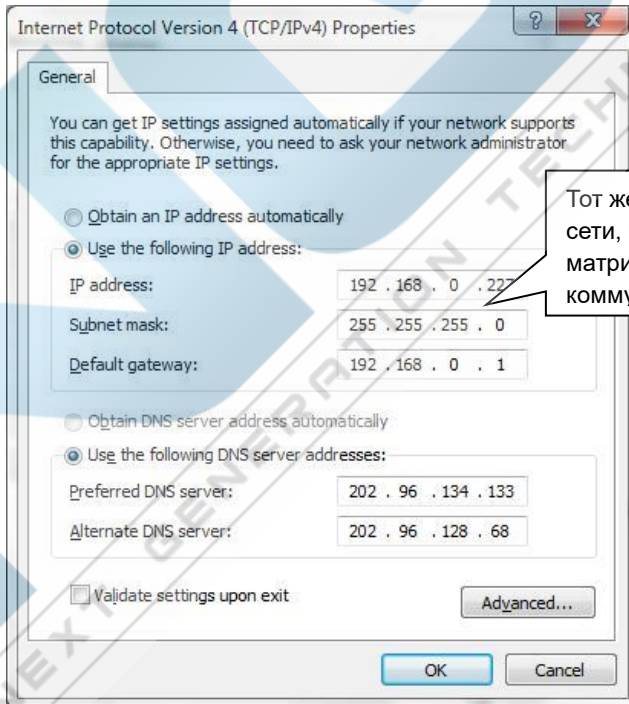 Internet Protocol Version 4 (TCP/IPv4) Properties
General
You can get IP settings assigned automatically if your network supports
this capability. Otherwise, you need to ask your network administrator
for the appropriate IP settings.
Obtain an IP address automatically
Use the following IP address:
IP address: 192 . 168 . 0 . 227
Subnet mask: 255 . 255 . 255 . 0
Default gateway: 192 . 168 . 0 . 1
Тот же
сети,
Obtain DNS server address automatically
Use the following DNS server addresses:
Preferred DNS server: 202 . 96 . 134 . 133
Alternate DNS server: 202 . 96 . 128 . 68
Validate settings upon exit
Advanced...
OK
Cancel
NEXT GENERATION